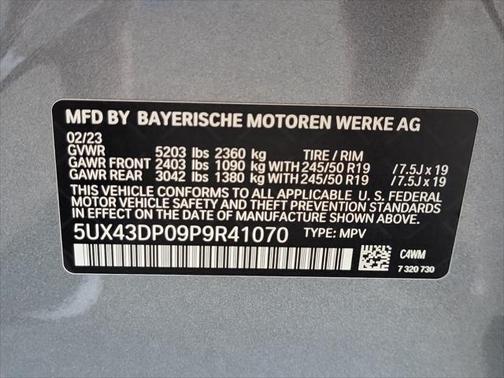 MFD BY BAYERISCHE MOTOREN WERKE AG
02/23
GVWR 5203 lbs 2360 kg TIRE / RIM
GAWR FRONT 2403 lbs 1090 kg WITH 245/50 R19 /7.5J x 19
GAWR REAR 3042 lbs 1380 kg WITH 245/50 R19 /7.5J x 19
THIS VEHICLE CONFORMS TO ALL APPLICABLE U. S. FEDERAL
MOTOR VEHICLE SAFETY AND THEFT PREVENTION STANDARDS
IN EFFECT ON THE DATE OF MANUFACTURE SHOWN ABOVE.
5UX43DP09P9R41070 TYPE: MPV
C4WM
7 320 730